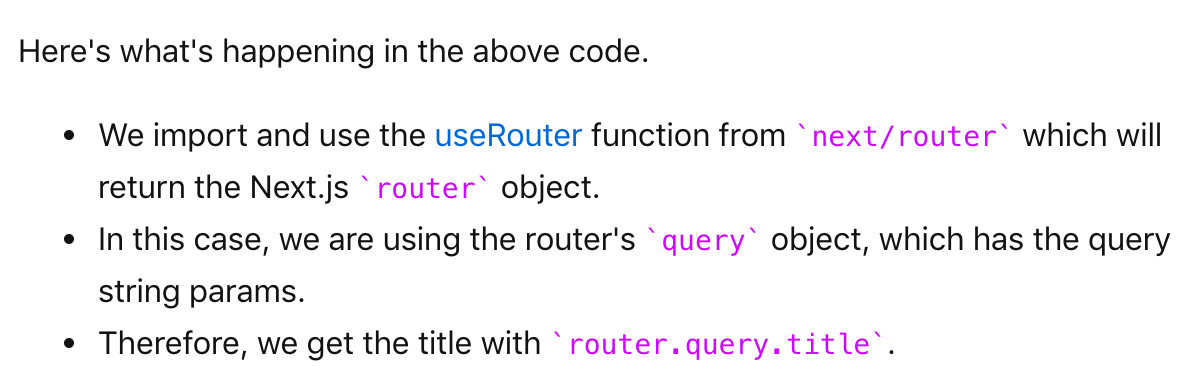 Here's what's happening in the above code.
• We import and use the useRouter function from `next/router` which will
return the Next.js `router` object.
• In this case, we are using the router's `query` object, which has the query
string params.
• Therefore, we get the title with `router.query.title`.